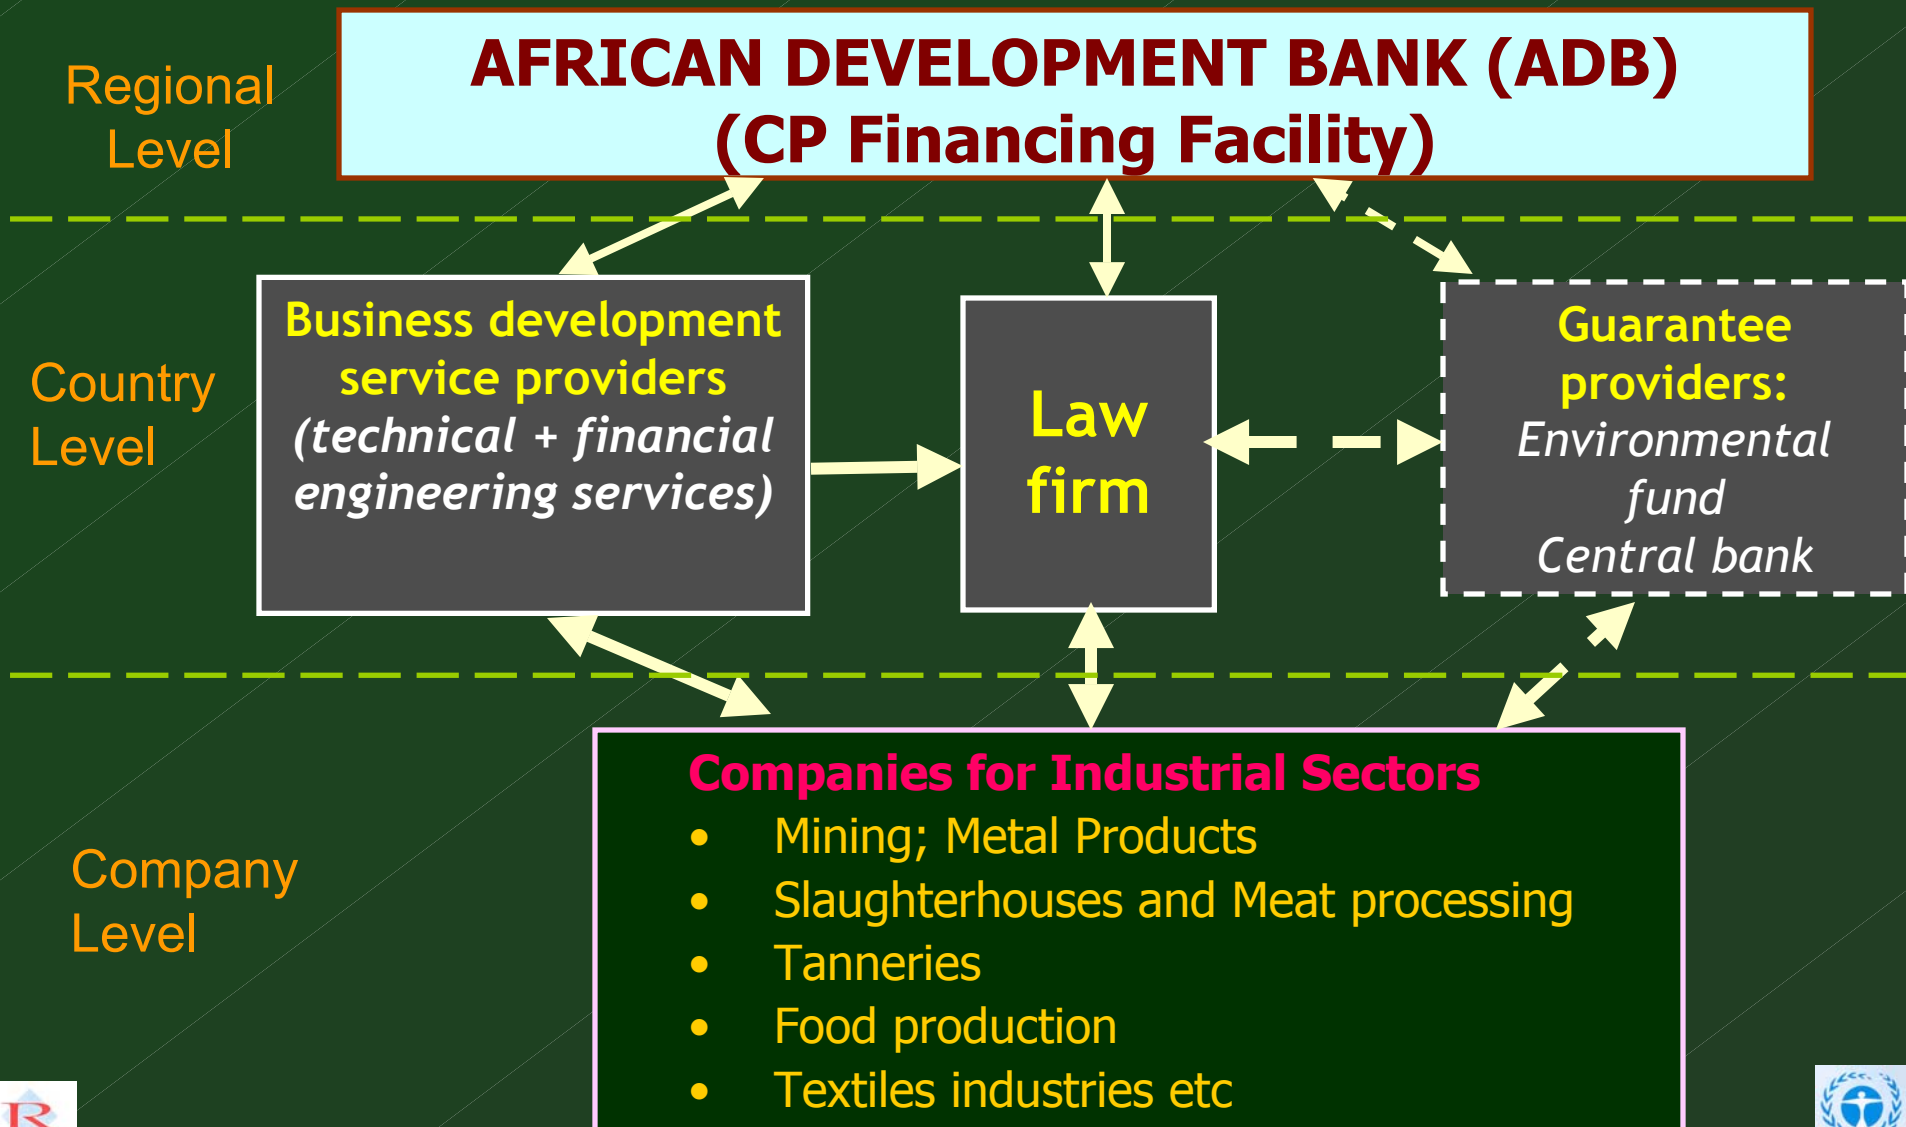 Regional
Level
AFRICAN DEVELOPMENT BANK (ADB)
(CP Financing Facility)
Country
Level
Business development
service providers
(technical + financial
engineering services)
Law
firm
Guarantee
providers:
Environmental
fund
Central bank
Company
Level
Companies for Industrial Sectors
• Mining; Metal Products
• Slaughterhouses and Meat processing
• Tanneries
• Food production
• Textiles industries etc
R